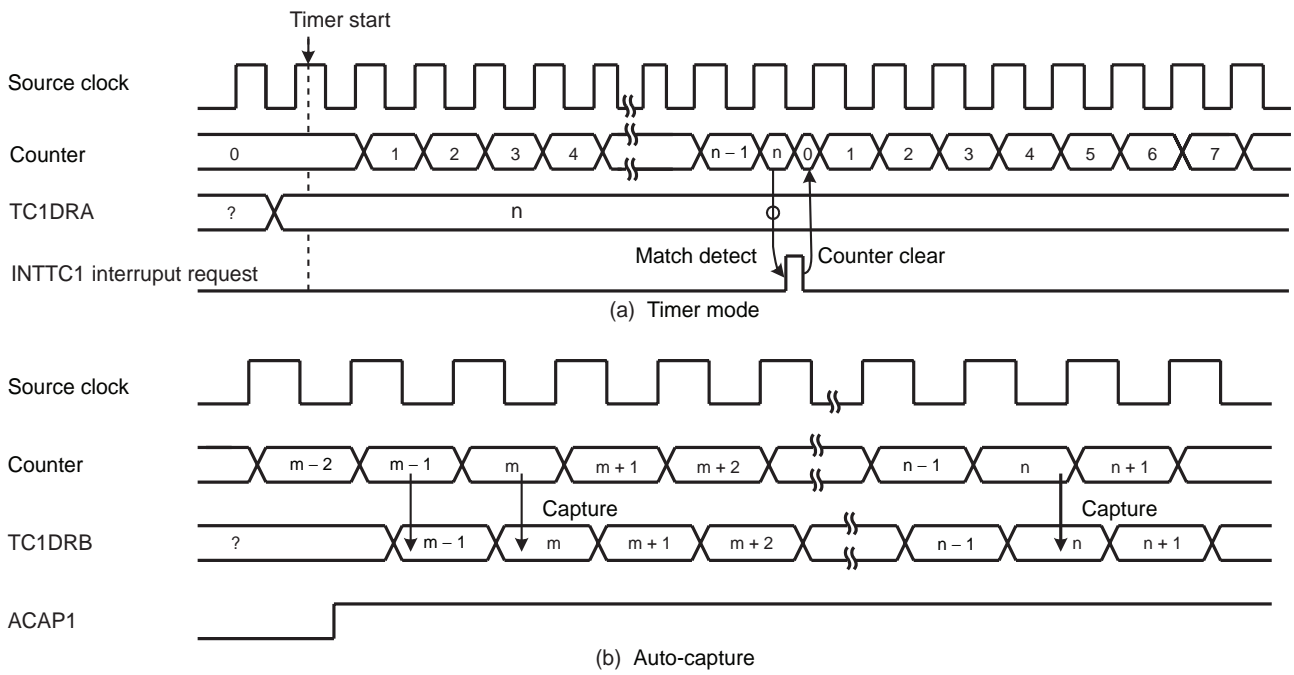 Timer start
Source clock
Counter 0 1 2 3 4 n – 1 n 0 1 2 3 4 5 6 7
TC1DRA ? n
Match detect Counter clear
INTTC1 interruput request
(a) Timer mode
Source clock
Counter m – 2 m – 1 m m + 1 m + 2 n – 1 n n + 1
Capture Capture
TC1DRB ? m – 1 m m + 1 m + 2 n – 1 n n + 1
ACAP1
(b) Auto-capture